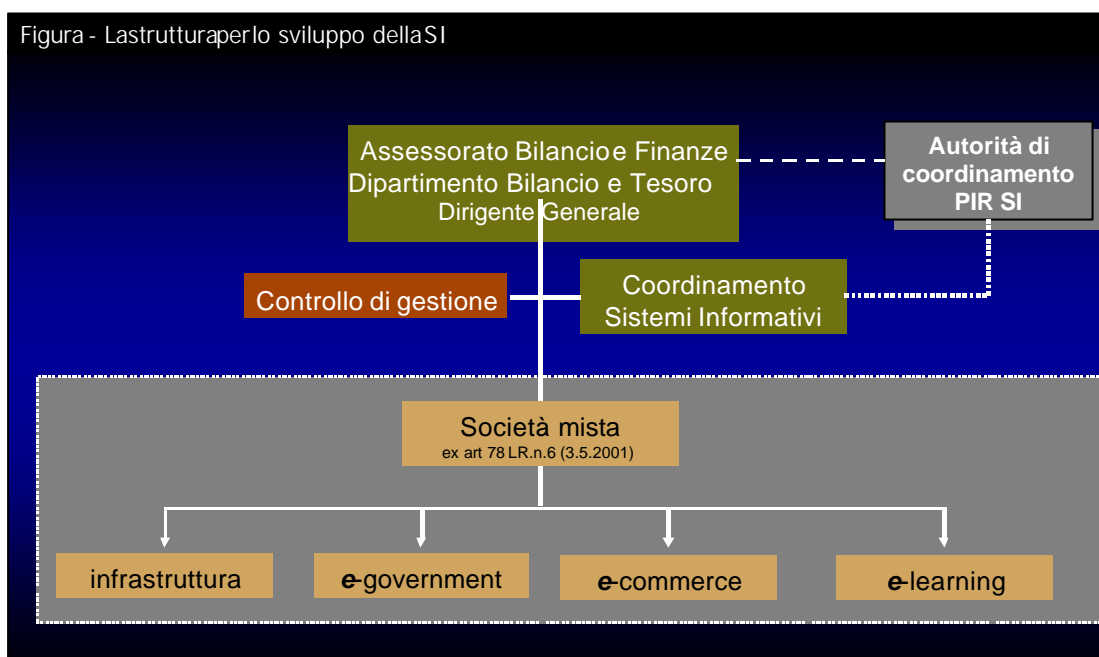 Figura - Lastrutturaperlo sviluppo dellaSI
Assessorato Bilancio e Finanze
Dipartimento Bilancio e Tesoro
Dirigente Generale
Autorità di
coordinamento
PIR SI
Controllo di gestione
Coordinamento
Sistemi Informativi
Società mista
ex art 78 LR.n.6 (3.5.2001)
infrastruttura
e-government
e-commerce
e-learning